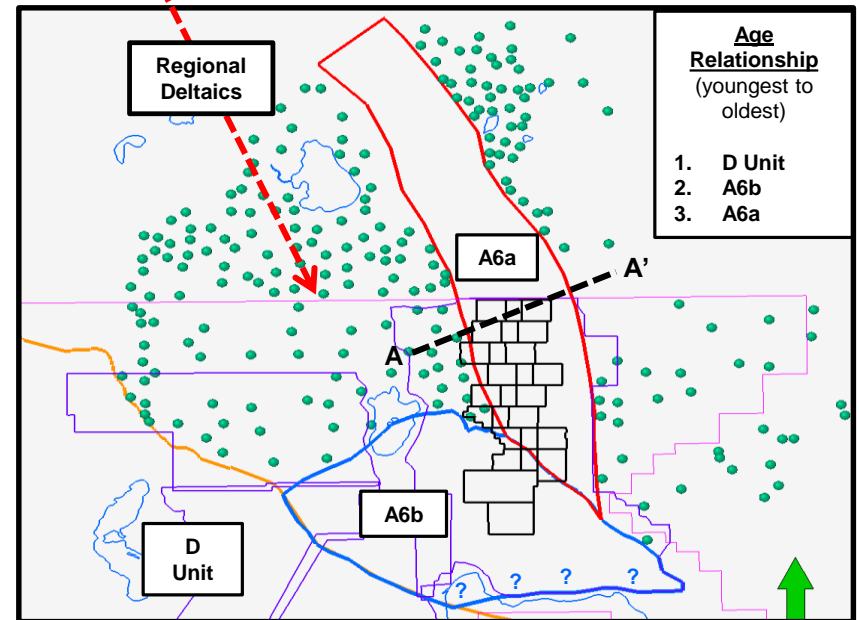 Regional
Deltaics
Age
Relationship
(youngest to
oldest)
1. D Unit
2. A6b
3. A6a
A6a
A'
A
A6b
D
Unit
? ? ? ?